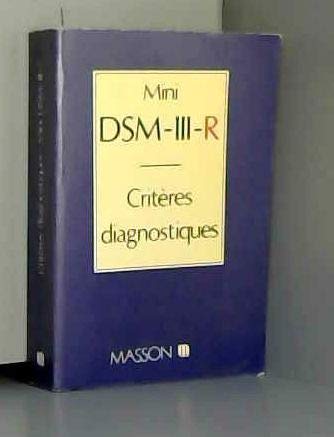 Mini
DSM-III-R
Critères
diagnostiques
MASSON